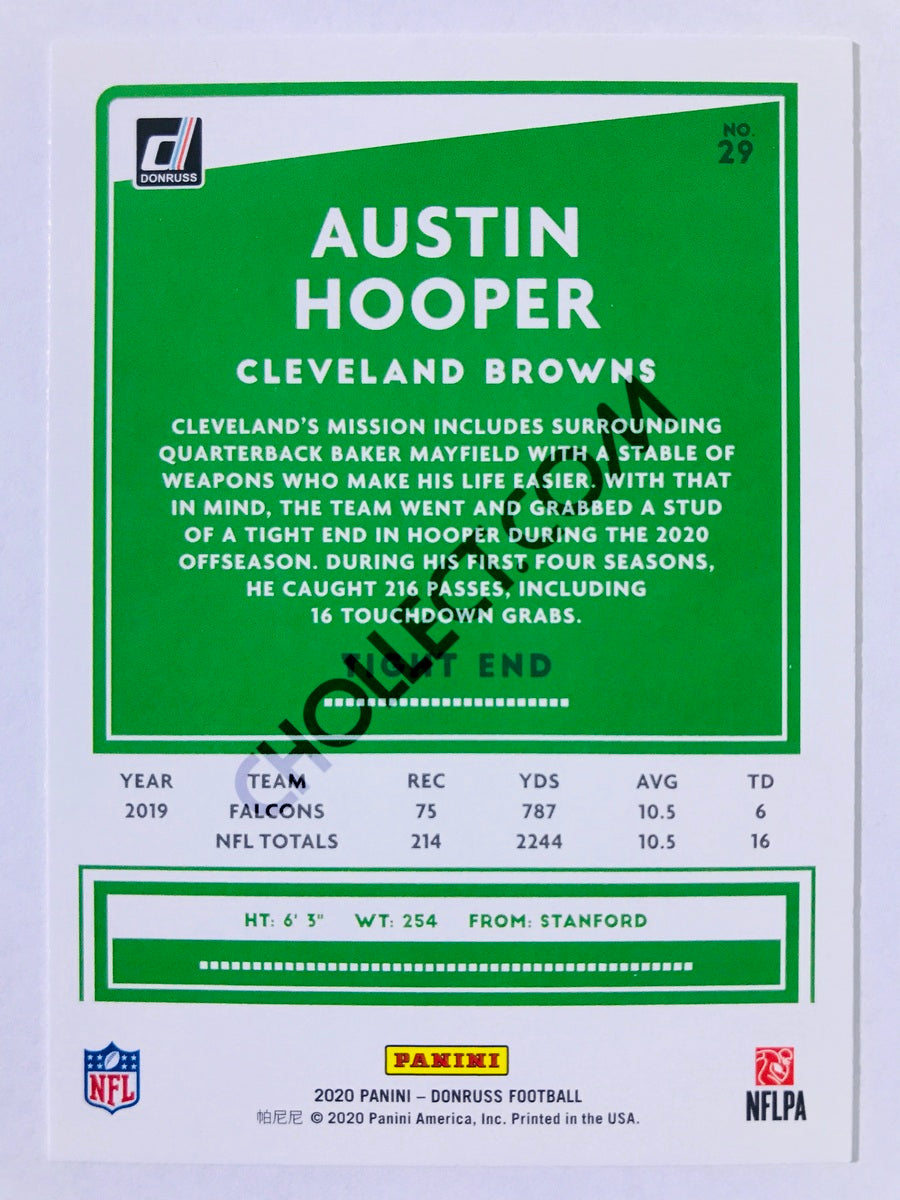 DONRUSS
NO.
29
AUSTIN
HOOPER
CLEVELAND BROWNS
CLEVELAND'S MISSION INCLUDES SURROUNDING
QUARTERBACK BAKER MAYFIELD WITH A STABLE OF
WEAPONS WHO MAKE HIS LIFE EASIER. WITH THAT
IN MIND, THE TEAM WENT AND GRABBED A STUD
OF A TIGHT END IN HOOPER DURING THE 2020
OFFSEASON. DURING HIS FIRST FOUR SEASONS,
HE CAUGHT 216 PASSES, INCLUDING
16 TOUCHDOWN GRABS.
TIGHT END
CHOLLECT.COM
YEAR TEAM REC YDS AVG TD
2019 FALCONS 75 787 10.5 6
NFL TOTALS 214 2244 10.5 16
HT: 6' 3" WT: 254 FROM: STANFORD
NFL
PANINI
NFLPA
2020 PANINI – DONRUSS FOOTBALL
帕尼尼 © 2020 Panini America, Inc. Printed in the USA.